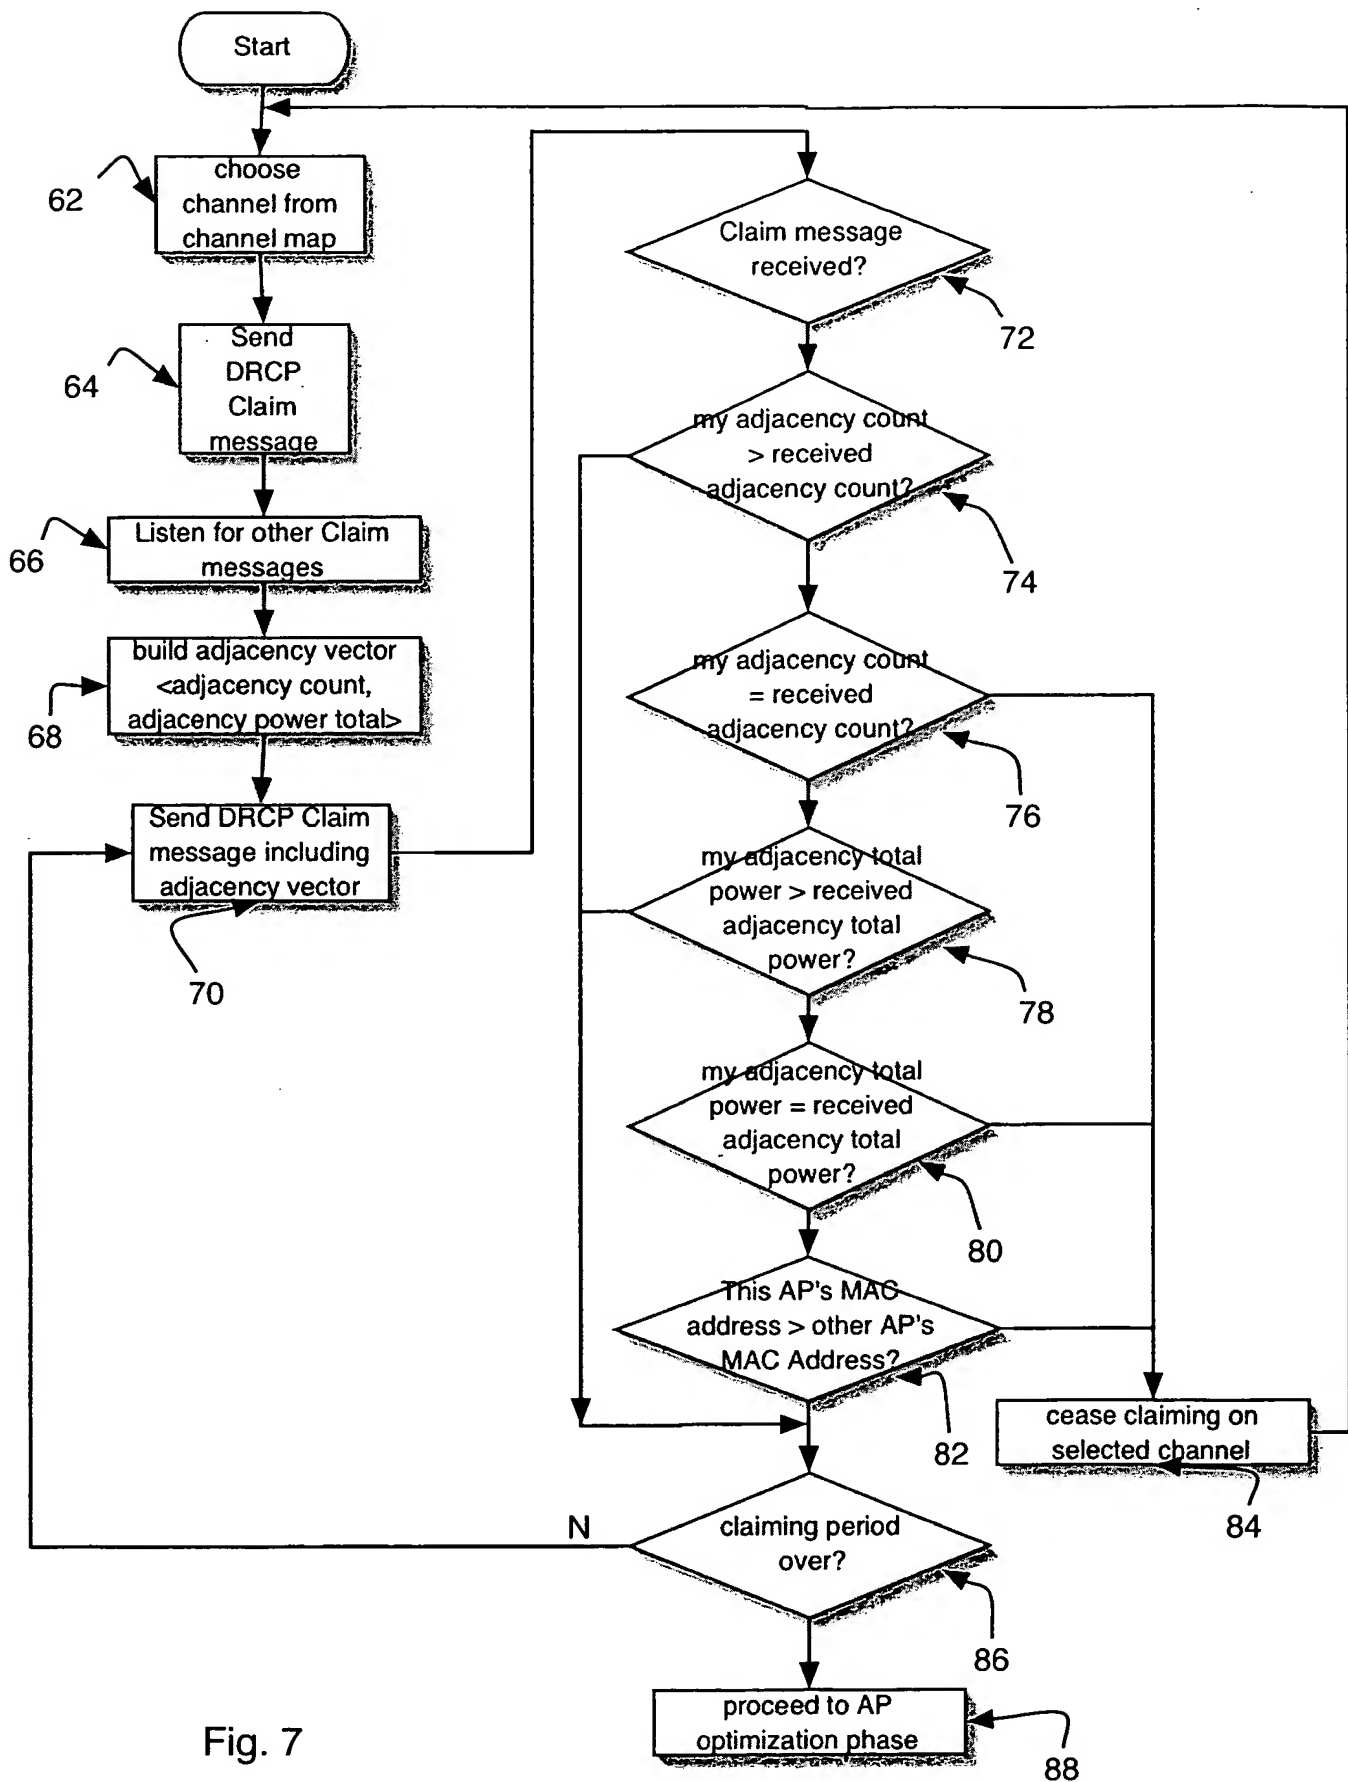 Start
62
choose
channel from
channel map
64
Send
DRCP
Claim
message
66
Listen for other Claim
messages
68
build adjacency vector
<adjacency count,
adjacency power total>
Send DRCP Claim
message including
adjacency vector
70
Claim message
received?
72
my adjacency count
> received
adjacency count?
74
my adjacency count
= received
adjacency count?
76
my adjacency total
power > received
adjacency total
power?
78
my adjacency total
power = received
adjacency total
power?
80
This AP's MAC
address > other AP's
MAC Address?
82
cease claiming on
selected channel
84
N
claiming period
over?
86
proceed to AP
optimization phase
88
Fig. 7